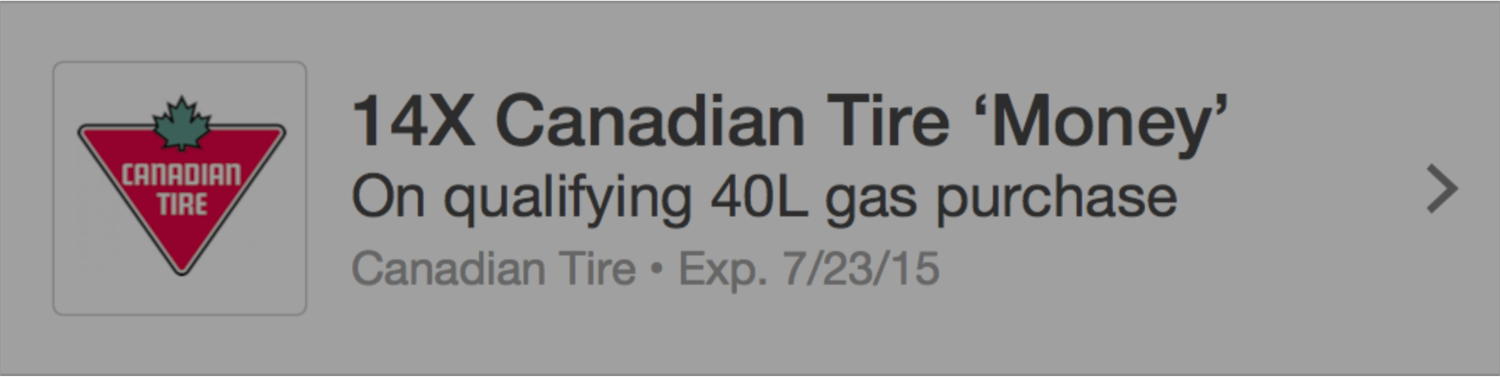 CANADIAN
TIRE
14X Canadian Tire ‘Money’
On qualifying 40L gas purchase
Canadian Tire • Exp. 7/23/15